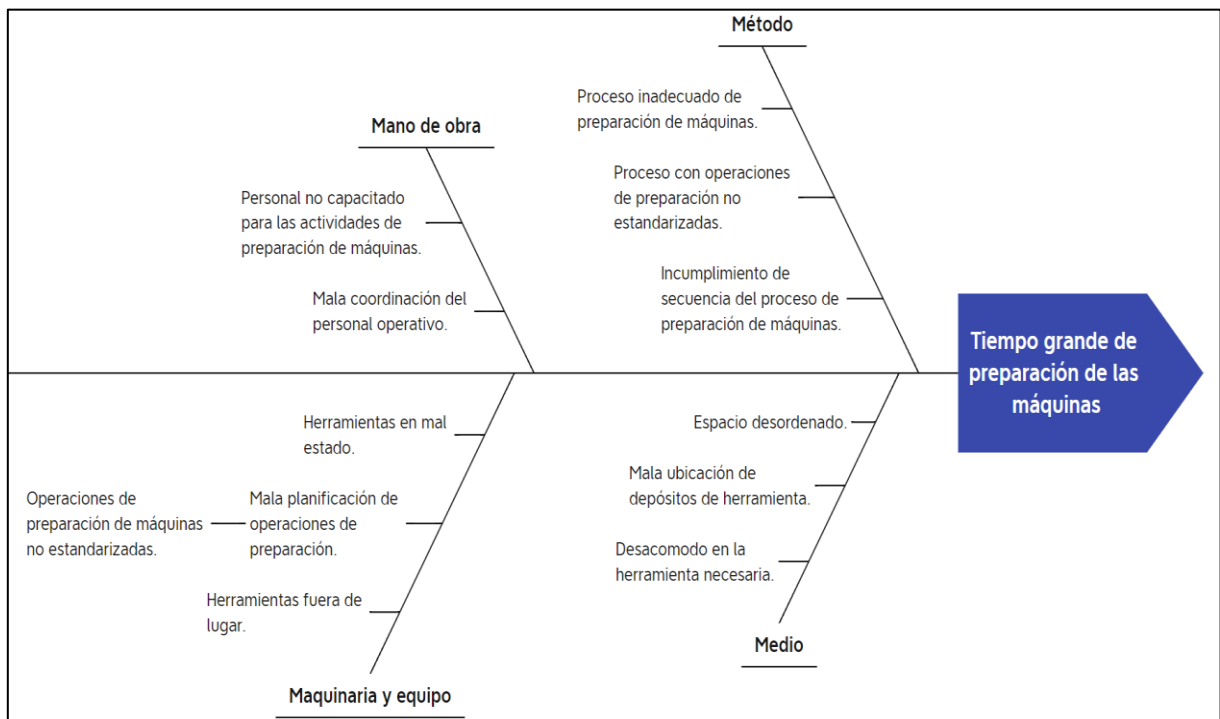 Método
Proceso inadecuado de
preparación de máquinas.
Proceso con operaciones
de preparación no
estandarizadas.
Incumplimiento de
secuencia del proceso de
preparación de máquinas.
Mano de obra
Personal no capacitado
para las actividades de
preparación de máquinas.
Mala coordinación del
personal operativo.
Tiempo grande de
preparación de las
máquinas
Herramientas en mal
estado.
Operaciones de
preparación de máquinas
no estandarizadas.
Mala planificación de
operaciones de
preparación.
Herramientas fuera de
lugar.
Maquinaria y equipo
Espacio desordenado.
Mala ubicación de
depósitos de herramienta.
Desacomodo en la
herramienta necesaria.
Medio